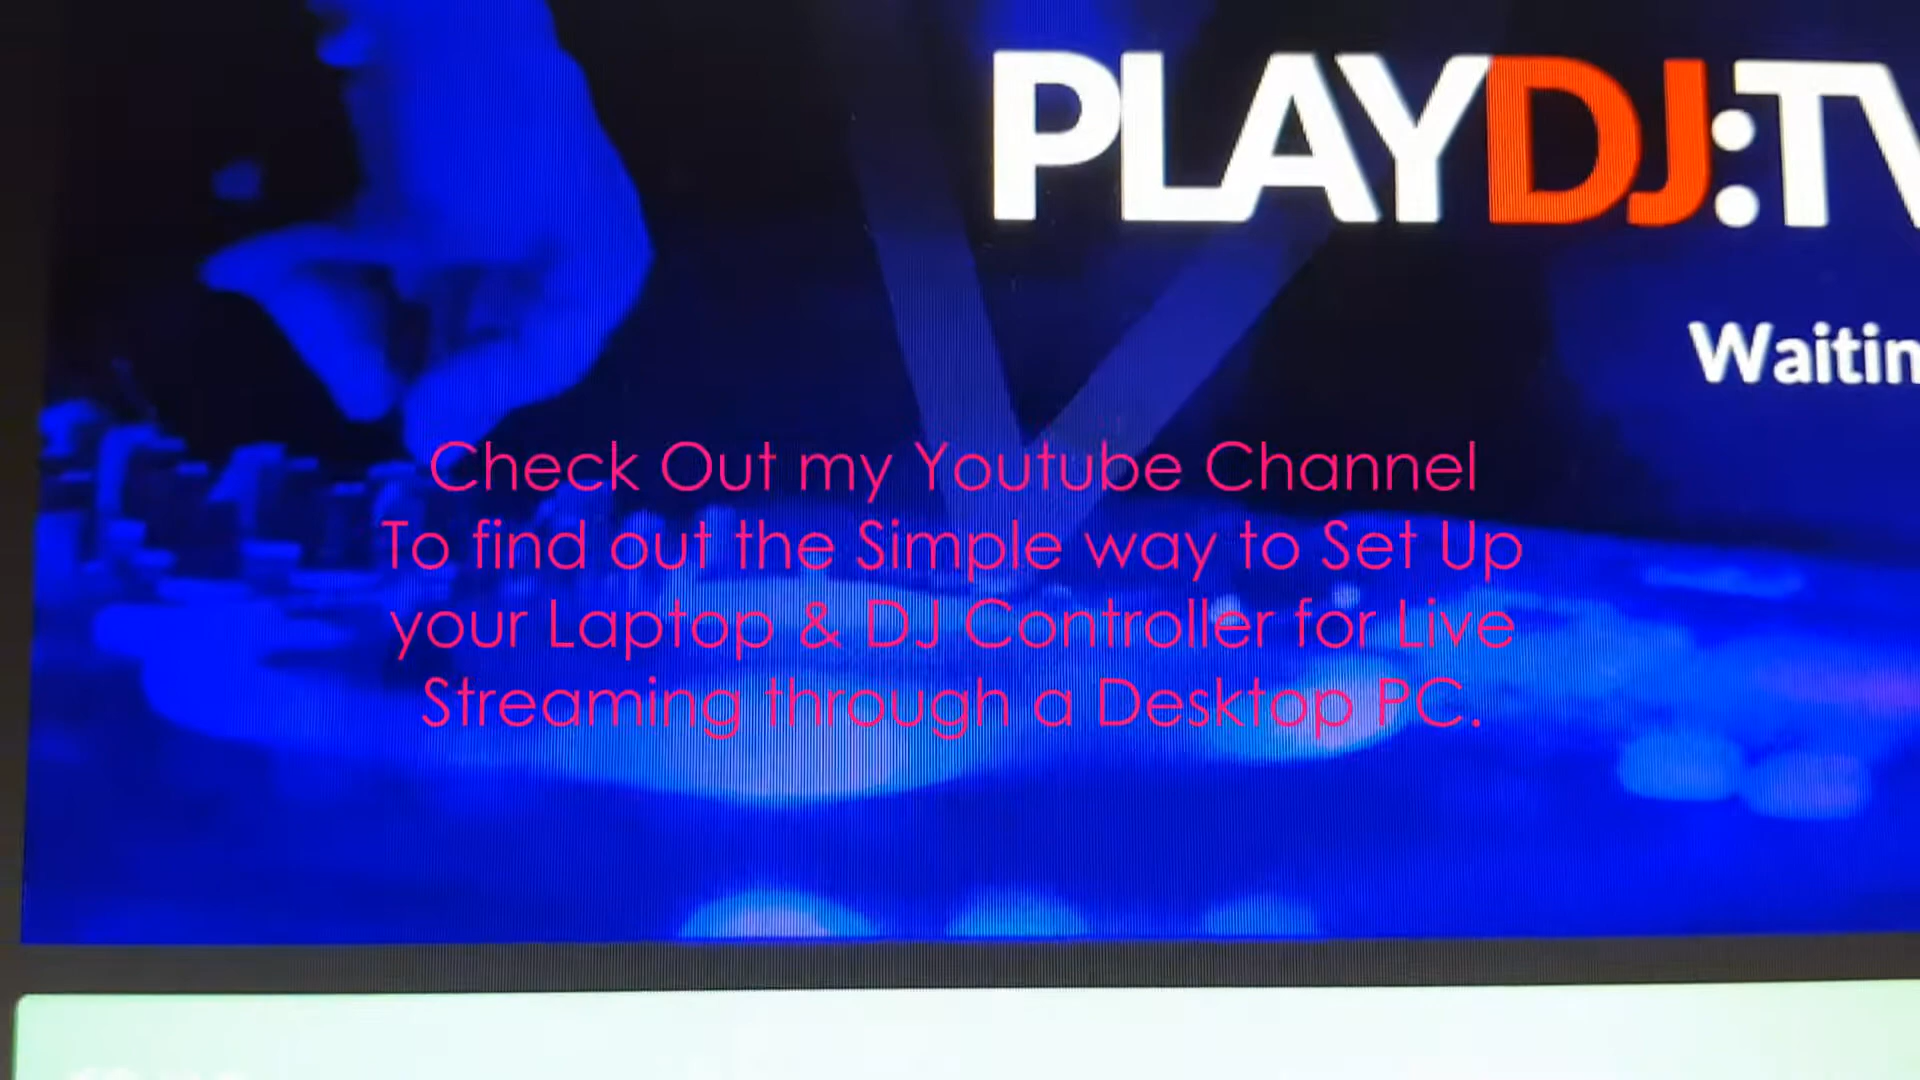 PLAYDJ:TV
Check Out my Youtube Channel
To find out the Simple way to Set Up
your Laptop & DJ Controller for Live
Streaming through a Desktop PC.